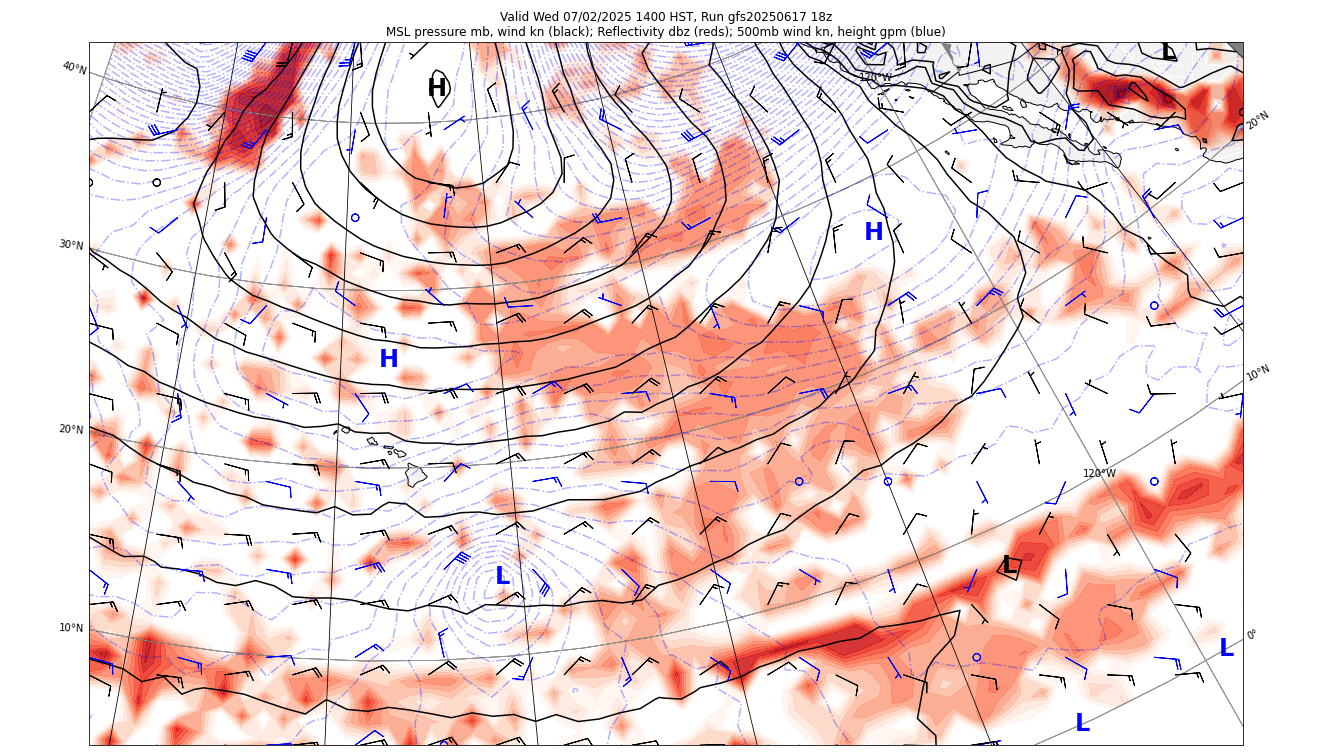 Valid Wed 07/02/2025 1400 HST, Run gfs20250617 18z
MSL pressure mb, wind kn (black); Reflectivity dbz (reds); 500mb wind kn, height gpm (blue)
L
40°N
120°W
H
20°N
H
30°N
H
10°N
20°N
120°W
L
L
10°N
0°
L
L